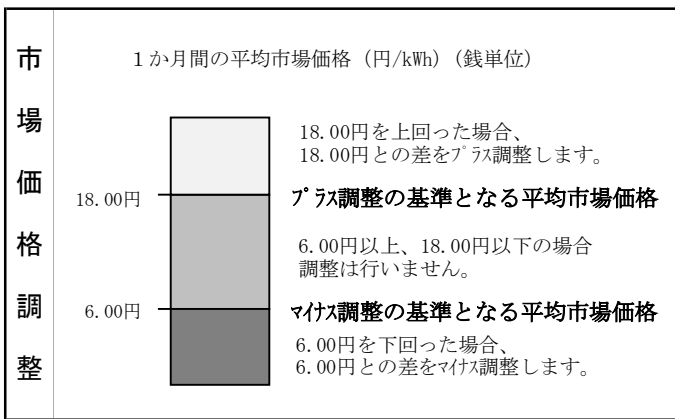 市場価格調整
1か月間の平均市場価格（円/kWh）（銭単位）
18.00円を上回った場合、
18.00円との差をﾌﾟﾗｽ調整します。
18.00円
ﾌﾟﾗｽ調整の基準となる平均市場価格
6.00円以上、18.00円以下の場合
調整は行いません。
6.00円
ﾏｲﾅｽ調整の基準となる平均市場価格
6.00円を下回った場合、
6.00円との差をﾏｲﾅｽ調整します。